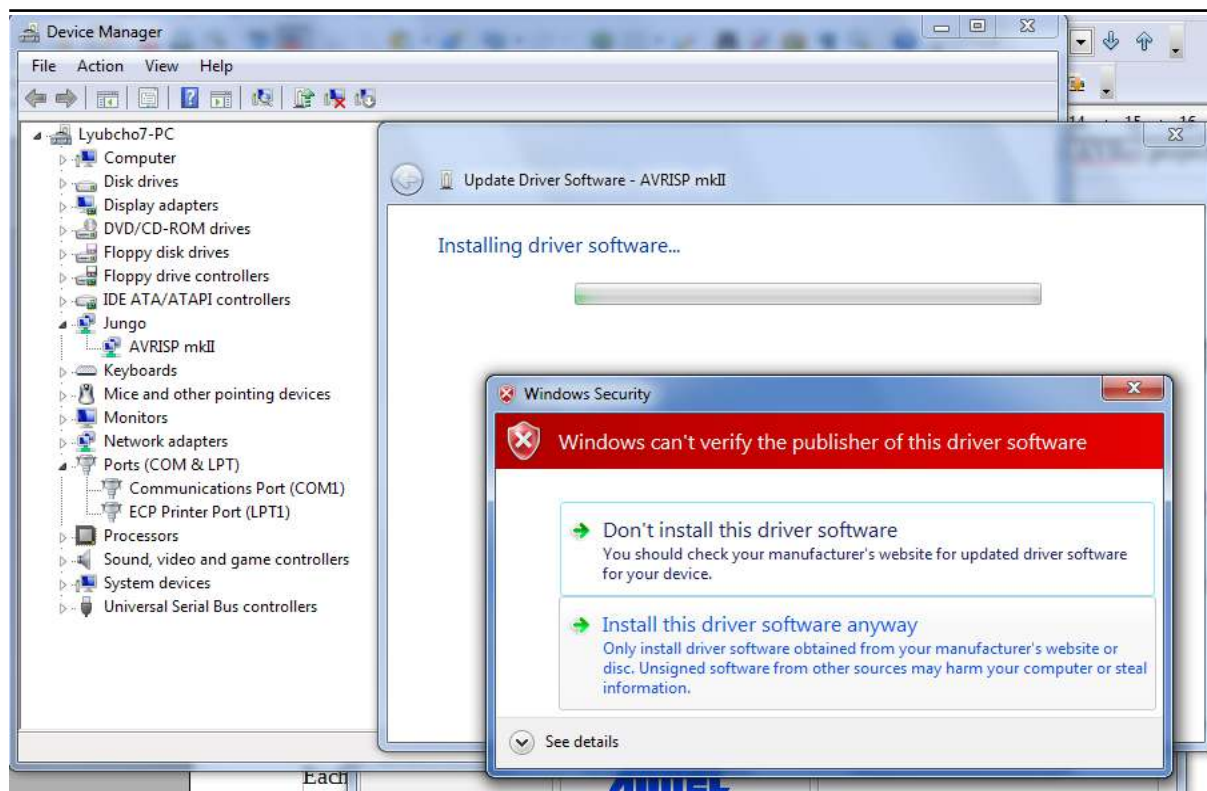 Device Manager
File Action View Help
Lyubcho7-PC
Computer
Disk drives
Display adapters
DVD/CD-ROM drives
Floppy disk drives
Floppy drive controllers
IDE ATA/ATAPI controllers
Jungo
AVRISP mkII
Keyboards
Mice and other pointing devices
Monitors
Network adapters
Ports (COM & LPT)
Communications Port (COM1)
ECP Printer Port (LPT1)
Processors
Sound, video and game controllers
System devices
Universal Serial Bus controllers
Update Driver Software - AVRISP mkII
Installing driver software...
Windows Security
Windows can't verify the publisher of this driver software
Don't install this driver software
You should check your manufacturer's website for updated driver software
for your device.
Install this driver software anyway
Only install driver software obtained from your manufacturer's website or
disc. Unsigned software from other sources may harm your computer or steal
information.
See details
Each